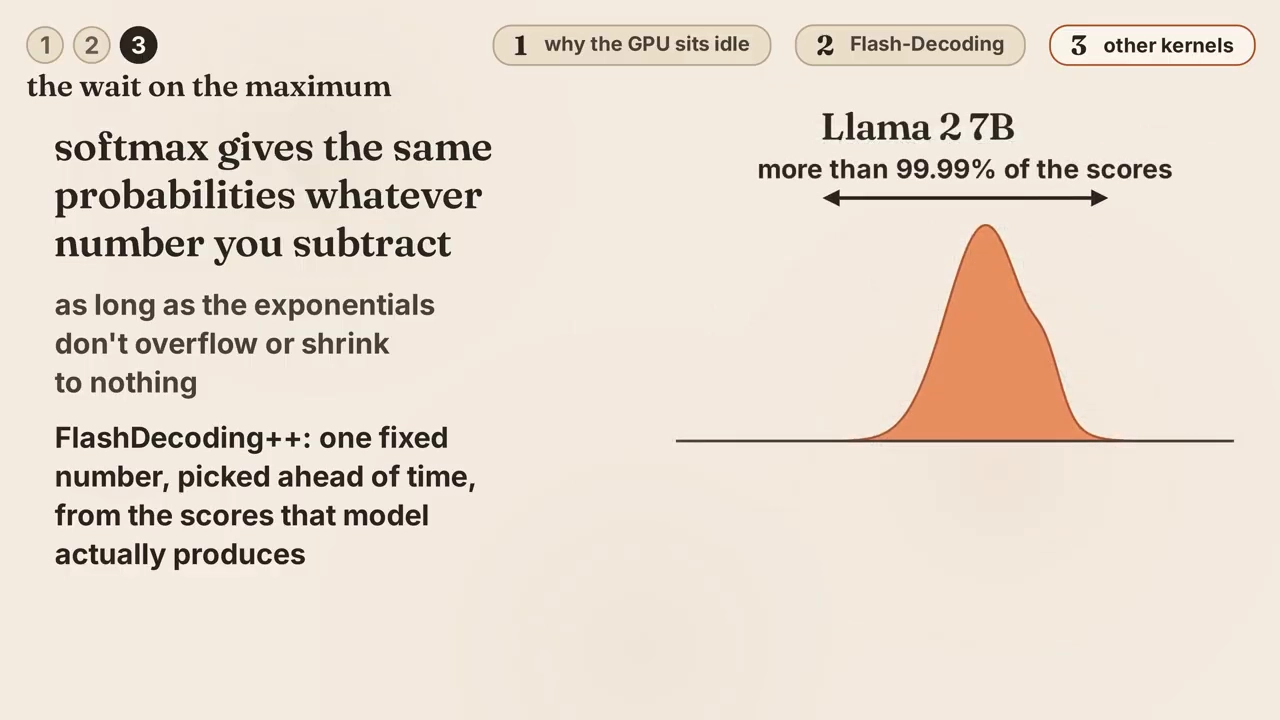 1 2 3
1 why the GPU sits idle
2 Flash-Decoding
3 other kernels
the wait on the maximum
softmax gives the same
probabilities whatever
number you subtract
as long as the exponentials
don't overflow or shrink
to nothing
FlashDecoding++: one fixed
number, picked ahead of time,
from the scores that model
actually produces
Llama 2 7B
more than 99.99% of the scores